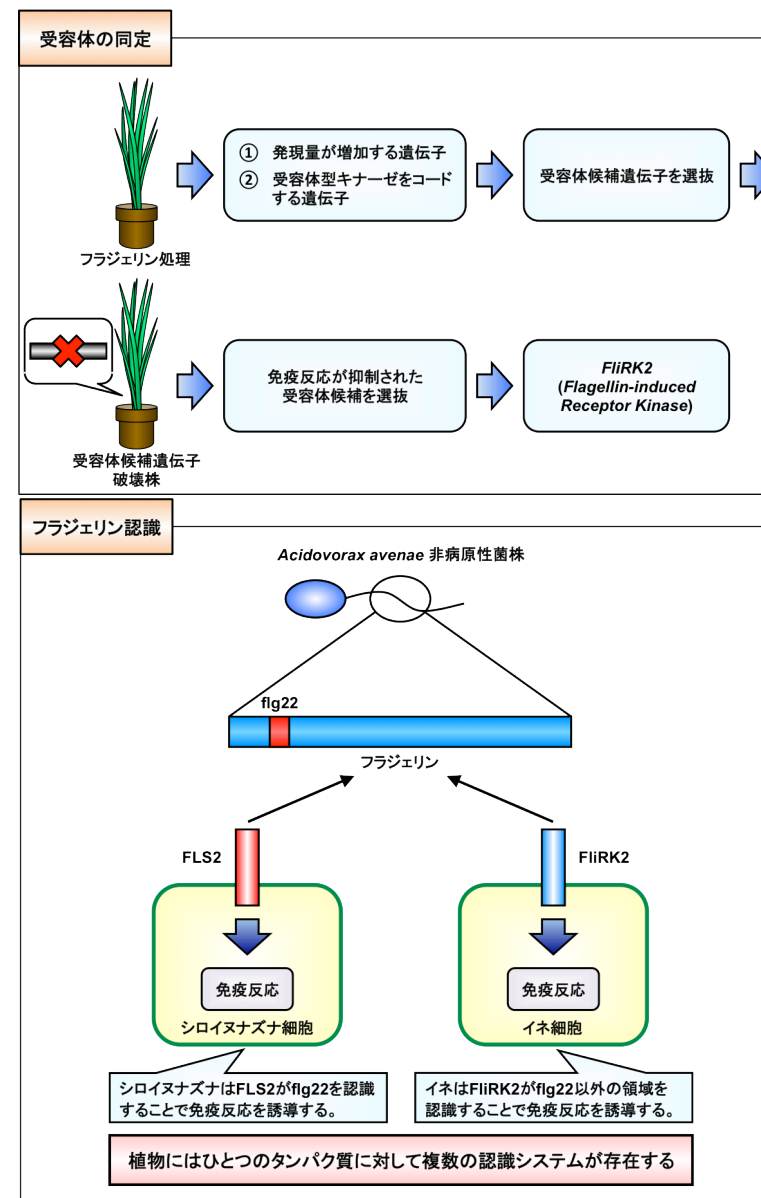 受容体の同定
① 発現量が増加する遺伝子
② 受容体型キナーゼをコード
する遺伝子
受容体候補遺伝子を選抜
フラジェリン処理
免疫反応が抑制された
受容体候補を選抜
FliRK2
(Flagellin-induced
Receptor Kinase)
受容体候補遺伝子
破壊株
フラジェリン認識
Acidovorax avenae 非病原性菌株
flg22
フラジェリン
FLS2
FliRK2
免疫反応
免疫反応
シロイヌナズナ細胞
イネ細胞
シロイヌナズナはFLS2がflg22を認識
することで免疫反応を誘導する。
イネはFliRK2がflg22以外の領域を
認識することで免疫反応を誘導する。
植物にはひとつのタンパク質に対して複数の認識システムが存在する